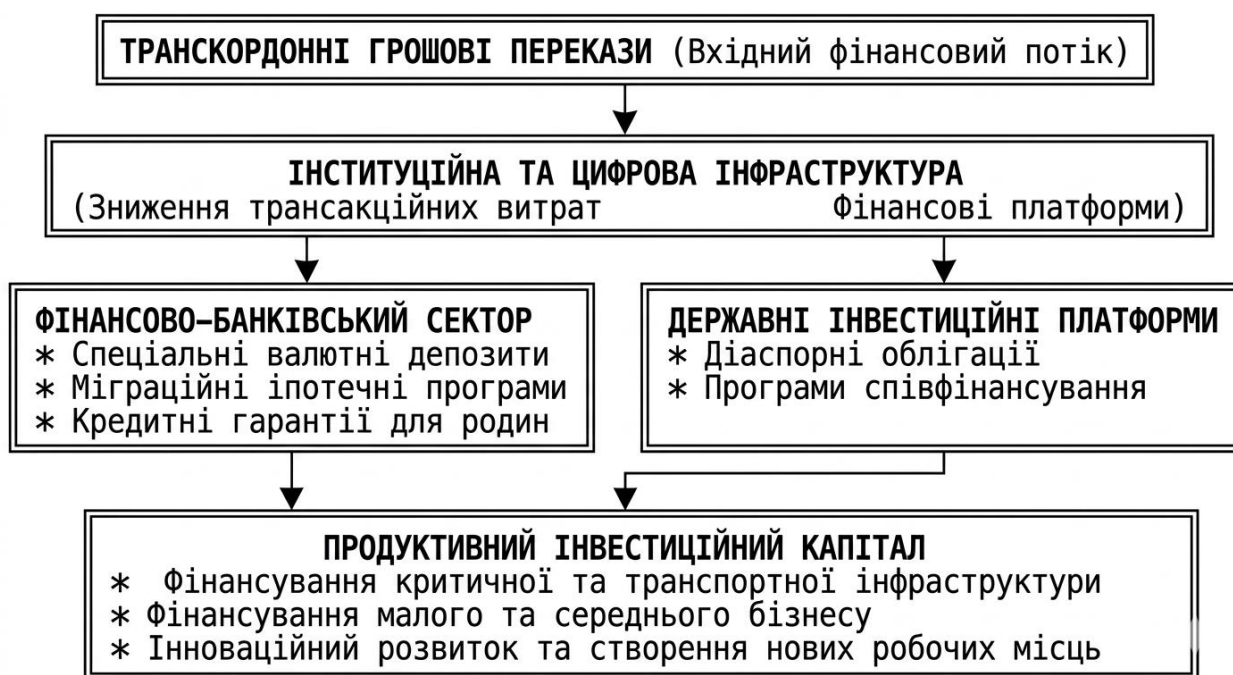 ТРАНСКОРДОННІ ГРОШОВІ ПЕРЕКАЗИ (Вхідний фінансовий потік)
ІНСТИТУЦІЙНА ТА ЦИФРОВА ІНФРАСТРУКТУРА
(Зниження трансакційних витрат Фінансові платформи)
ФІНАНСОВО-БАНКІВСЬКИЙ СЕКТОР
* Спеціальні валютні депозити
* Міграційні іпотечні програми
* Кредитні гарантії для родин
ДЕРЖАВНІ ІНВЕСТИЦІЙНІ ПЛАТФОРМИ
* Діаспорні облігації
* Програми співфінансування
ПРОДУКТИВНИЙ ІНВЕСТИЦІЙНИЙ КАПІТАЛ
* Фінансування критичної та транспортної інфраструктури
* Фінансування малого та середнього бізнесу
* Інноваційний розвиток та створення нових робочих місць